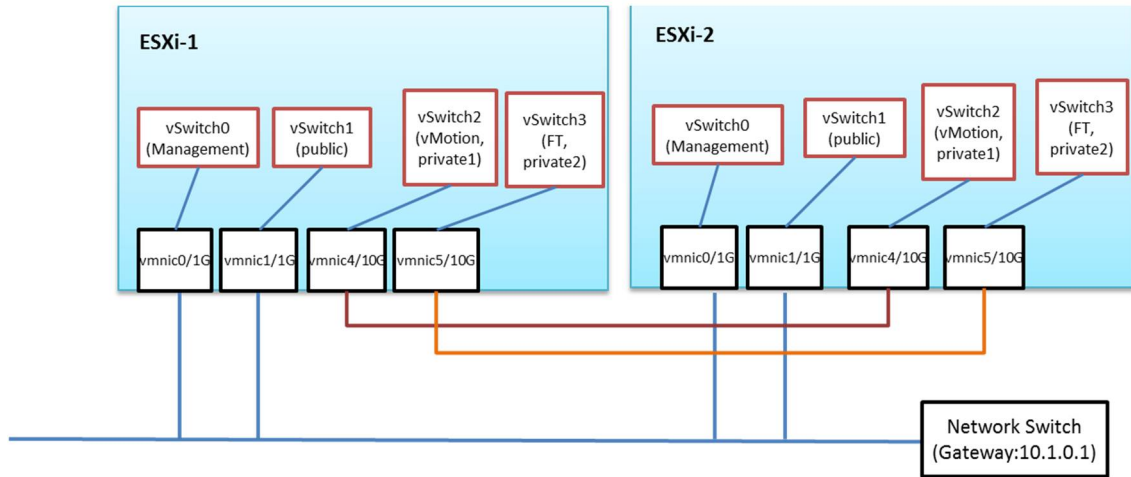 ESXi-1
vSwitch0
(Management)
vSwitch1
(public)
vSwitch2
(vMotion,
private1)
vSwitch3
(FT,
private2)
vmnic0/1G
vmnic1/1G
vmnic4/10G
vmnic5/10G
ESXi-2
vSwitch0
(Management)
vSwitch1
(public)
vSwitch2
(vMotion,
private1)
vSwitch3
(FT,
private2)
vmnic0/1G
vmnic1/1G
vmnic4/10G
vmnic5/10G
Network Switch
(Gateway:10.1.0.1)